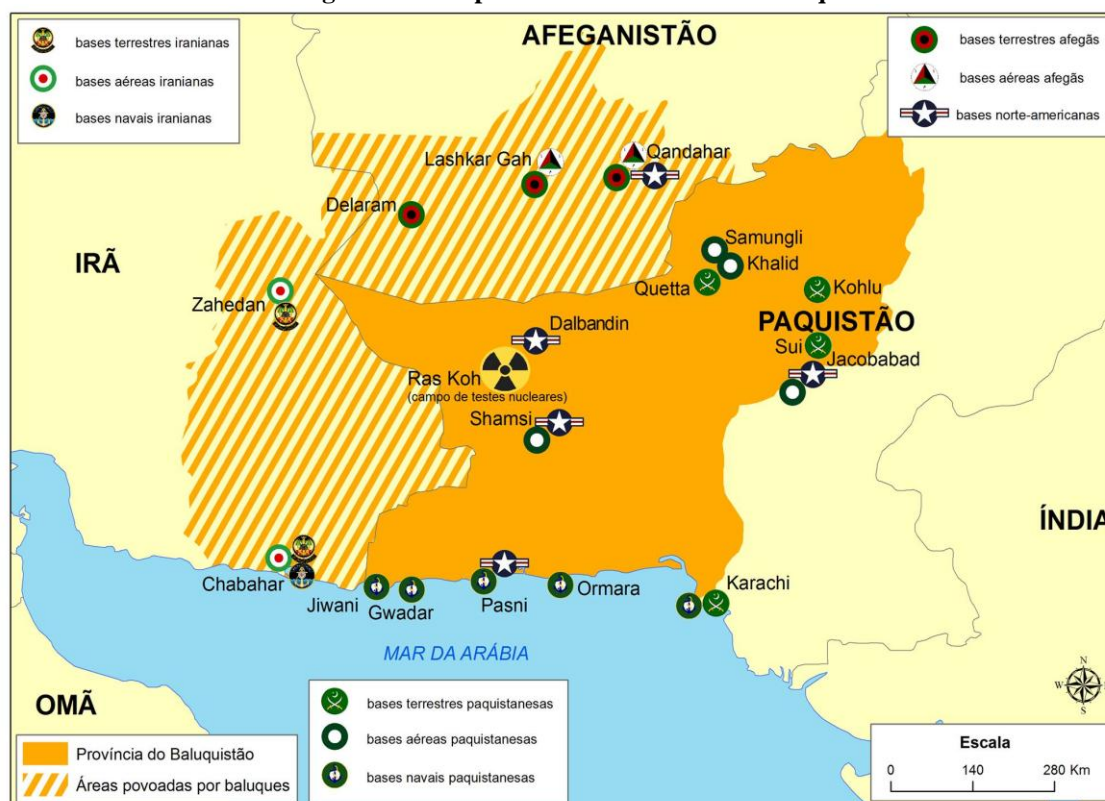 AFEGANISTÃO
bases terrestres iranianas
bases aéreas iranianas
bases navais iranianas
bases terrestres afegãs
bases aéreas afegãs
bases norte-americanas
Lashkar Gah
Qandahar
Delaram
IRÃ
Samungli
Khalid
Zahedan
Quetta
Kohlu
PAQUISTÃO
Dalbandin
Sui
Jacobabad
Ras Koh
(campo de testes nucleares)
Shamsi
ÍNDIA
Chabahar
Jiwani
Gwadar
Pasni
Ormara
Karachi
MAR DA ARÁBIA
N
W
S
OMÃ
bases terrestres paquistanesas
bases aéreas paquistanesas
bases navais paquistanesas
Província do Baluquistão
Áreas povoadas por baluques
Escala
0 140 280 Km